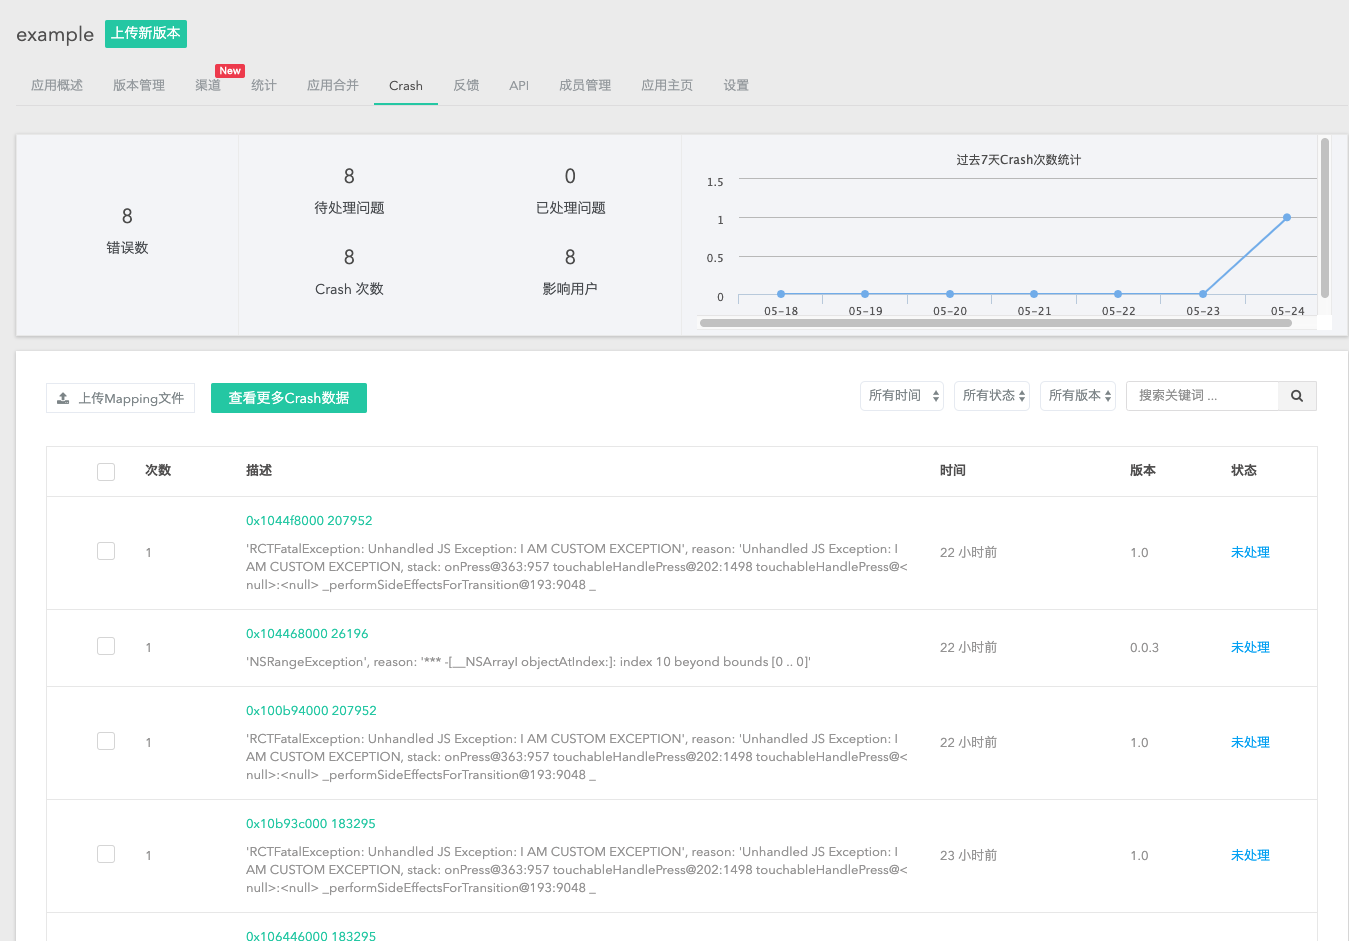 example 上传新版本
New
应用概述 版本管理 渠道 统计 应用合并 Crash 反馈 API 成员管理 应用主页 设置
8
错误数
8
待处理问题
0
已处理问题
8
Crash 次数
8
影响用户
过去7天Crash次数统计
1.5
1
0.5
0
05-18 05-19 05-20 05-21 05-22 05-23 05-24
上传Mapping文件 查看更多Crash数据 所有时间 所有状态 所有版本 搜索关键词 ...
次数 描述 时间 版本 状态
0x1044f8000 207952
'RCTFatalException: Unhandled JS Exception: I AM CUSTOM EXCEPTION', reason: 'Unhandled JS Exception: I
AM CUSTOM EXCEPTION, stack: onPress@363:957 touchableHandlePress@202:1498 touchableHandlePress@<
null>:<null> _performSideEffectsForTransition@193:9048 _
1 22 小时前 1.0 未处理
0x104468000 26196
'NSRangeException', reason: '*** -[__NSArrayI objectAtIndex:]: index 10 beyond bounds [0 .. 0]'
1 22 小时前 0.0.3 未处理
0x100b94000 207952
'RCTFatalException: Unhandled JS Exception: I AM CUSTOM EXCEPTION', reason: 'Unhandled JS Exception: I
AM CUSTOM EXCEPTION, stack: onPress@363:957 touchableHandlePress@202:1498 touchableHandlePress@<
null>:<null> _performSideEffectsForTransition@193:9048 _
1 22 小时前 1.0 未处理
0x10b93c000 183295
'RCTFatalException: Unhandled JS Exception: I AM CUSTOM EXCEPTION', reason: 'Unhandled JS Exception: I
AM CUSTOM EXCEPTION, stack: onPress@363:957 touchableHandlePress@202:1498 touchableHandlePress@<
null>:<null> _performSideEffectsForTransition@193:9048 _
1 23 小时前 1.0 未处理
0x106446000 183295